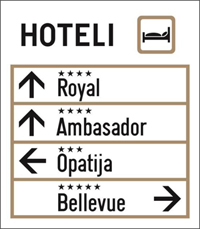 HOTELI
Royal
Ambasador
Opatija
Bellevue